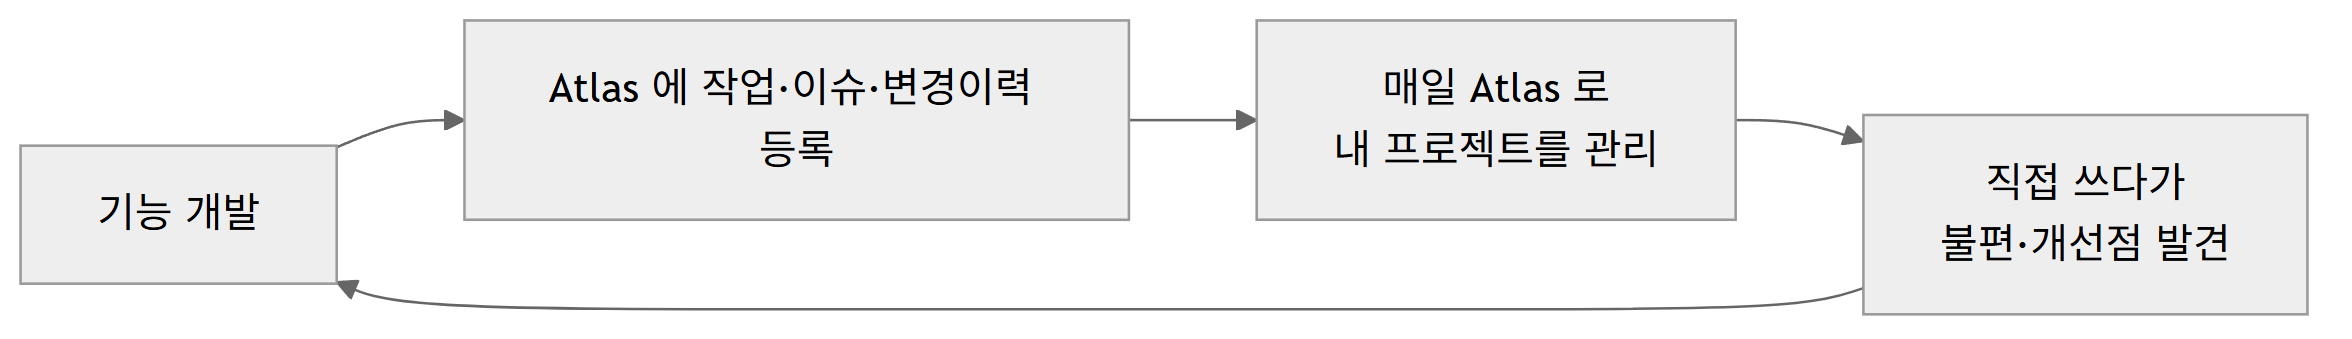 기능 개발
Atlas 에 작업·이슈·변경이력
등록
매일 Atlas 로
내 프로젝트를 관리
직접 쓰다가
불편·개선점 발견